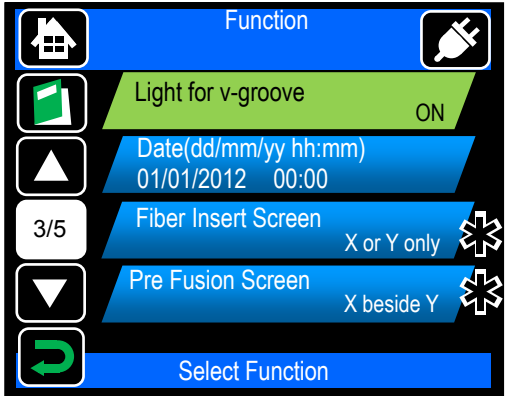 Function
Light for v-groove
ON
Date(dd/mm/yy hh:mm)
01/01/2012 00:00
3/5
Fiber Insert Screen
X or Y only
Pre Fusion Screen
X beside Y
Select Function